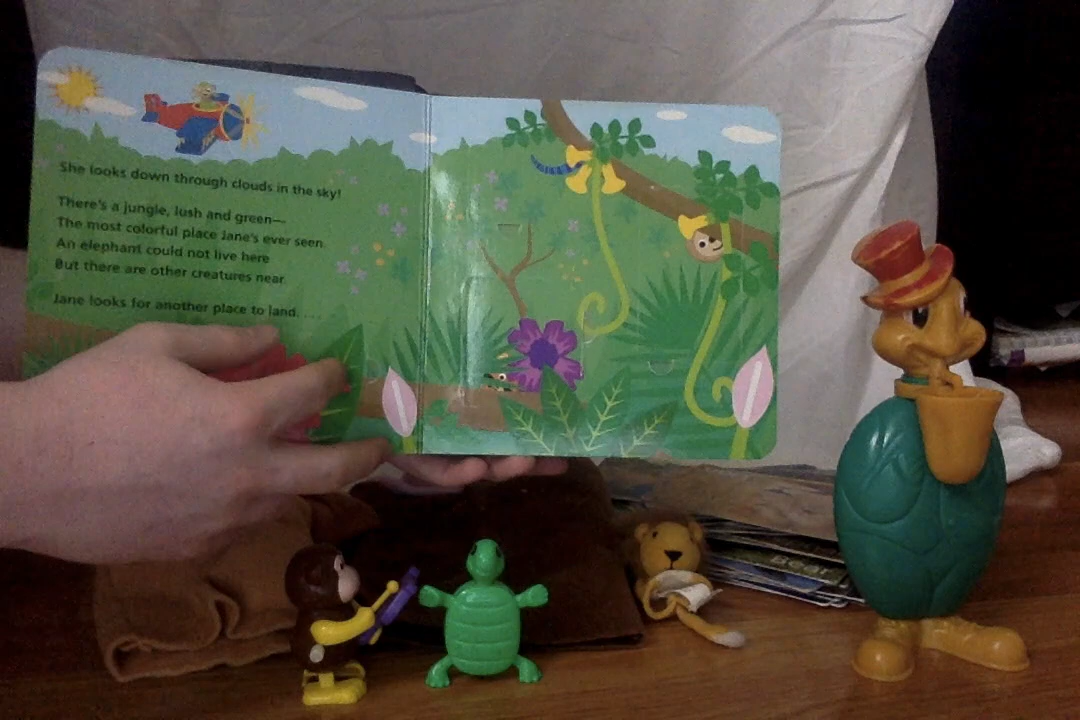 She looks down through clouds in the sky!
There's a jungle, lush and green—
The most colorful place Jane's ever seen.
An elephant could not live here
But there are other creatures near.
Jane looks for another place to land. . . .
Bear